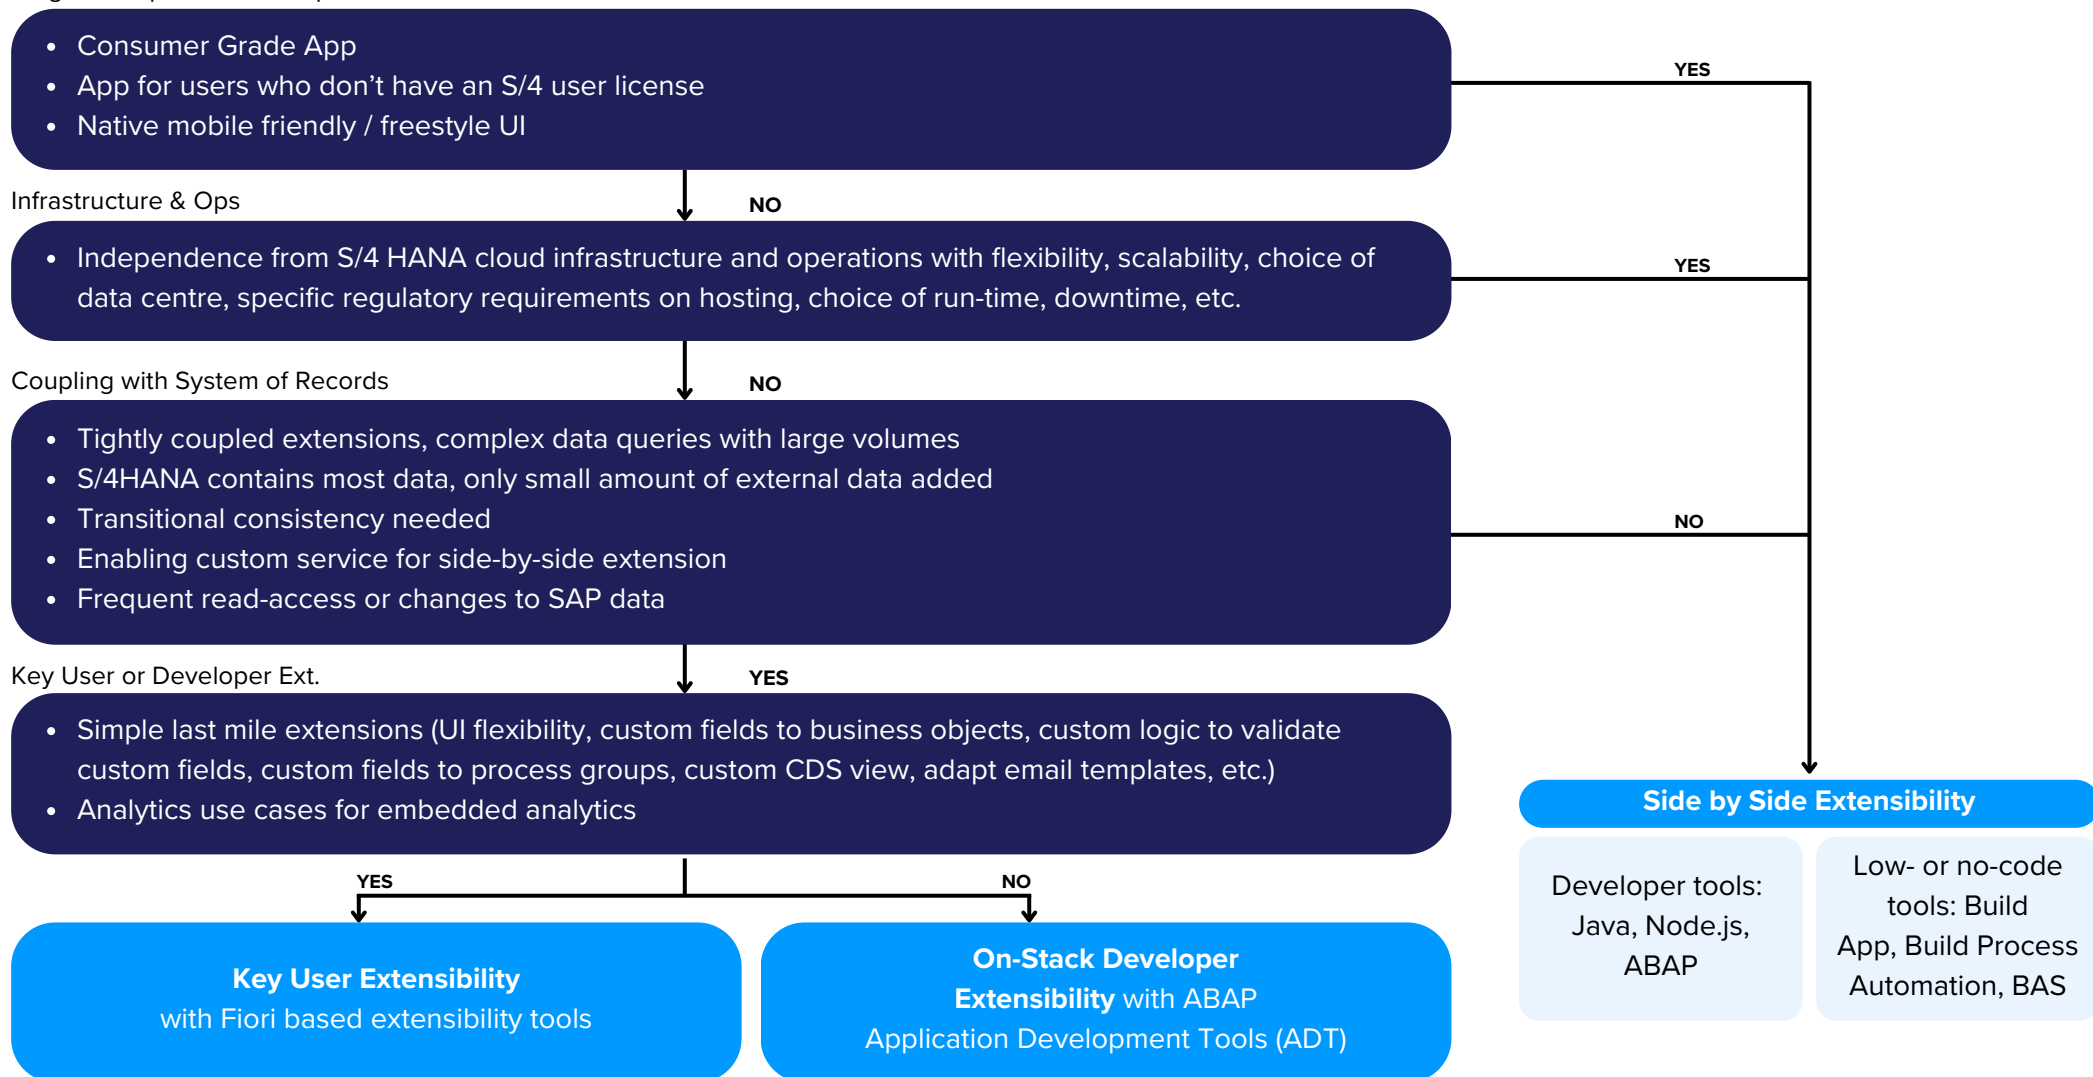 • Consumer Grade App
• App for users who don't have an S/4 user license
• Native mobile friendly / freestyle UI
YES
Infrastructure & Ops
NO
• Independence from S/4 HANA cloud infrastructure and operations with flexibility, scalability, choice of
data centre, specific regulatory requirements on hosting, choice of run-time, downtime, etc.
YES
Coupling with System of Records
NO
• Tightly coupled extensions, complex data queries with large volumes
• S/4HANA contains most data, only small amount of external data added
• Transitional consistency needed
• Enabling custom service for side-by-side extension
• Frequent read-access or changes to SAP data
NO
Key User or Developer Ext.
YES
• Simple last mile extensions (UI flexibility, custom fields to business objects, custom logic to validate
custom fields, custom fields to process groups, custom CDS view, adapt email templates, etc.)
• Analytics use cases for embedded analytics
YES
NO
Key User Extensibility
with Fiori based extensibility tools
On-Stack Developer
Extensibility with ABAP
Application Development Tools (ADT)
Side by Side Extensibility
Developer tools:
Java, Node.js,
ABAP
Low- or no-code
tools: Build
App, Build Process
Automation, BAS